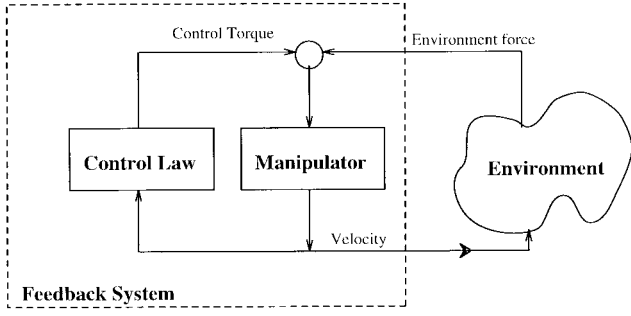 Control Torque
Environment force
Control Law
Manipulator
Environment
Velocity
Feedback System